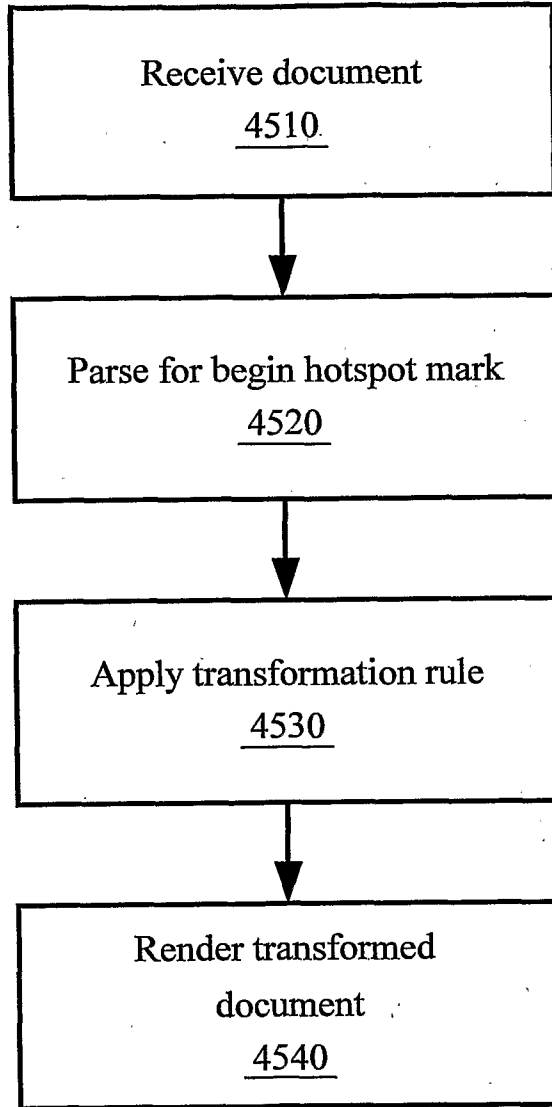 Receive document
4510
Parse for begin hotspot mark
4520
Apply transformation rule
4530
Render transformed
document
4540